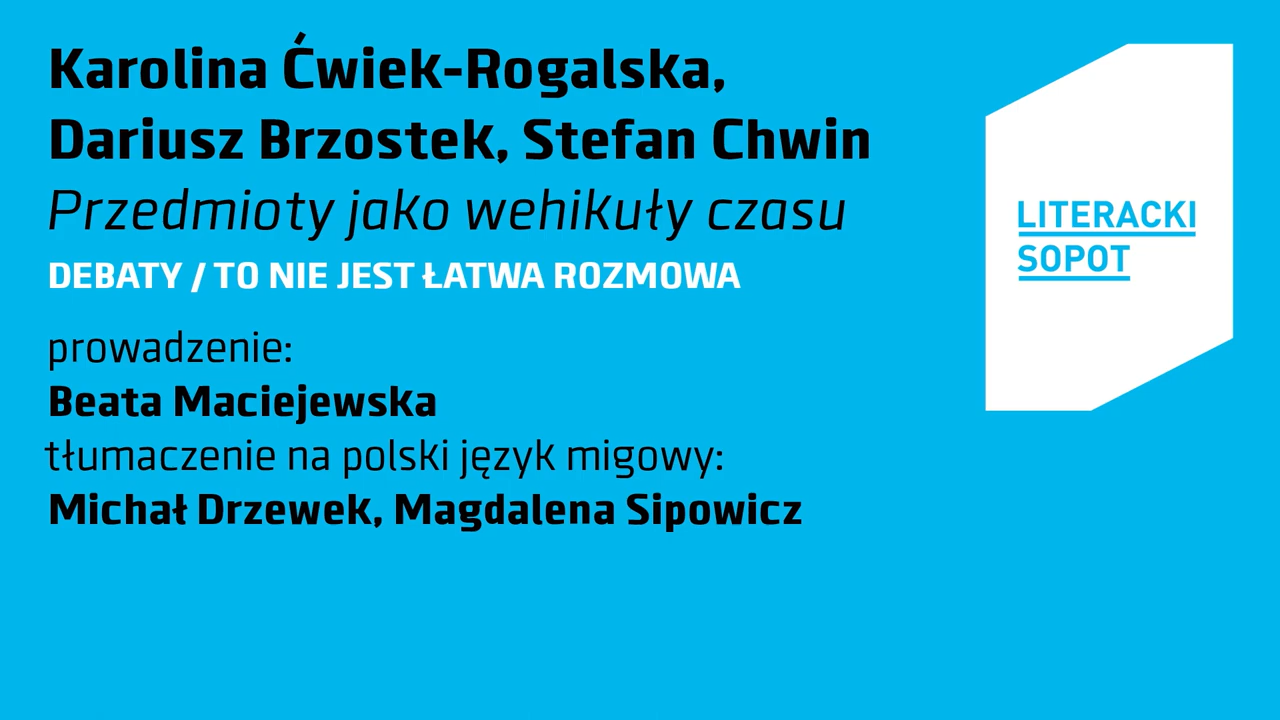 Karolina Ćwiek-Rogalska,
Dariusz Brzostek, Stefan Chwin
Przedmioty jako wehikuły czasu
DEBATY / TO NIE JEST ŁATWA ROZMOWA
prowadzenie:
Beata Maciejewska
tłumaczenie na polski język migowy:
Michał Drzewek, Magdalena Sipowicz
LITERACKI
SOPOT